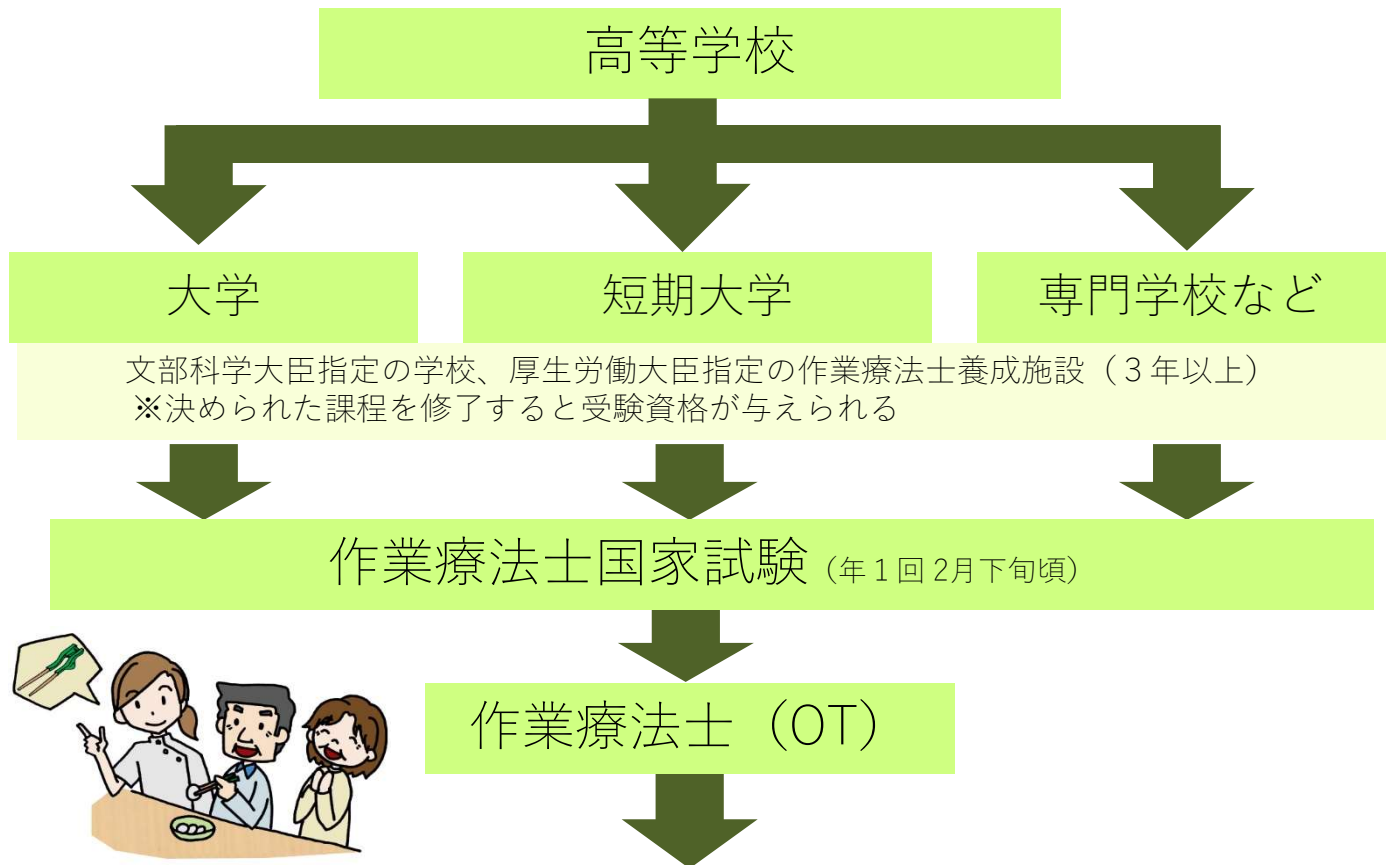 高等学校
大学
短期大学
専門学校など
文部科学大臣指定の学校、厚生労働大臣指定の作業療法士養成施設（３年以上）
※決められた課程を修了すると受験資格が与えられる
作業療法士国家試験（年１回 2月下旬頃）
作業療法士（OT）